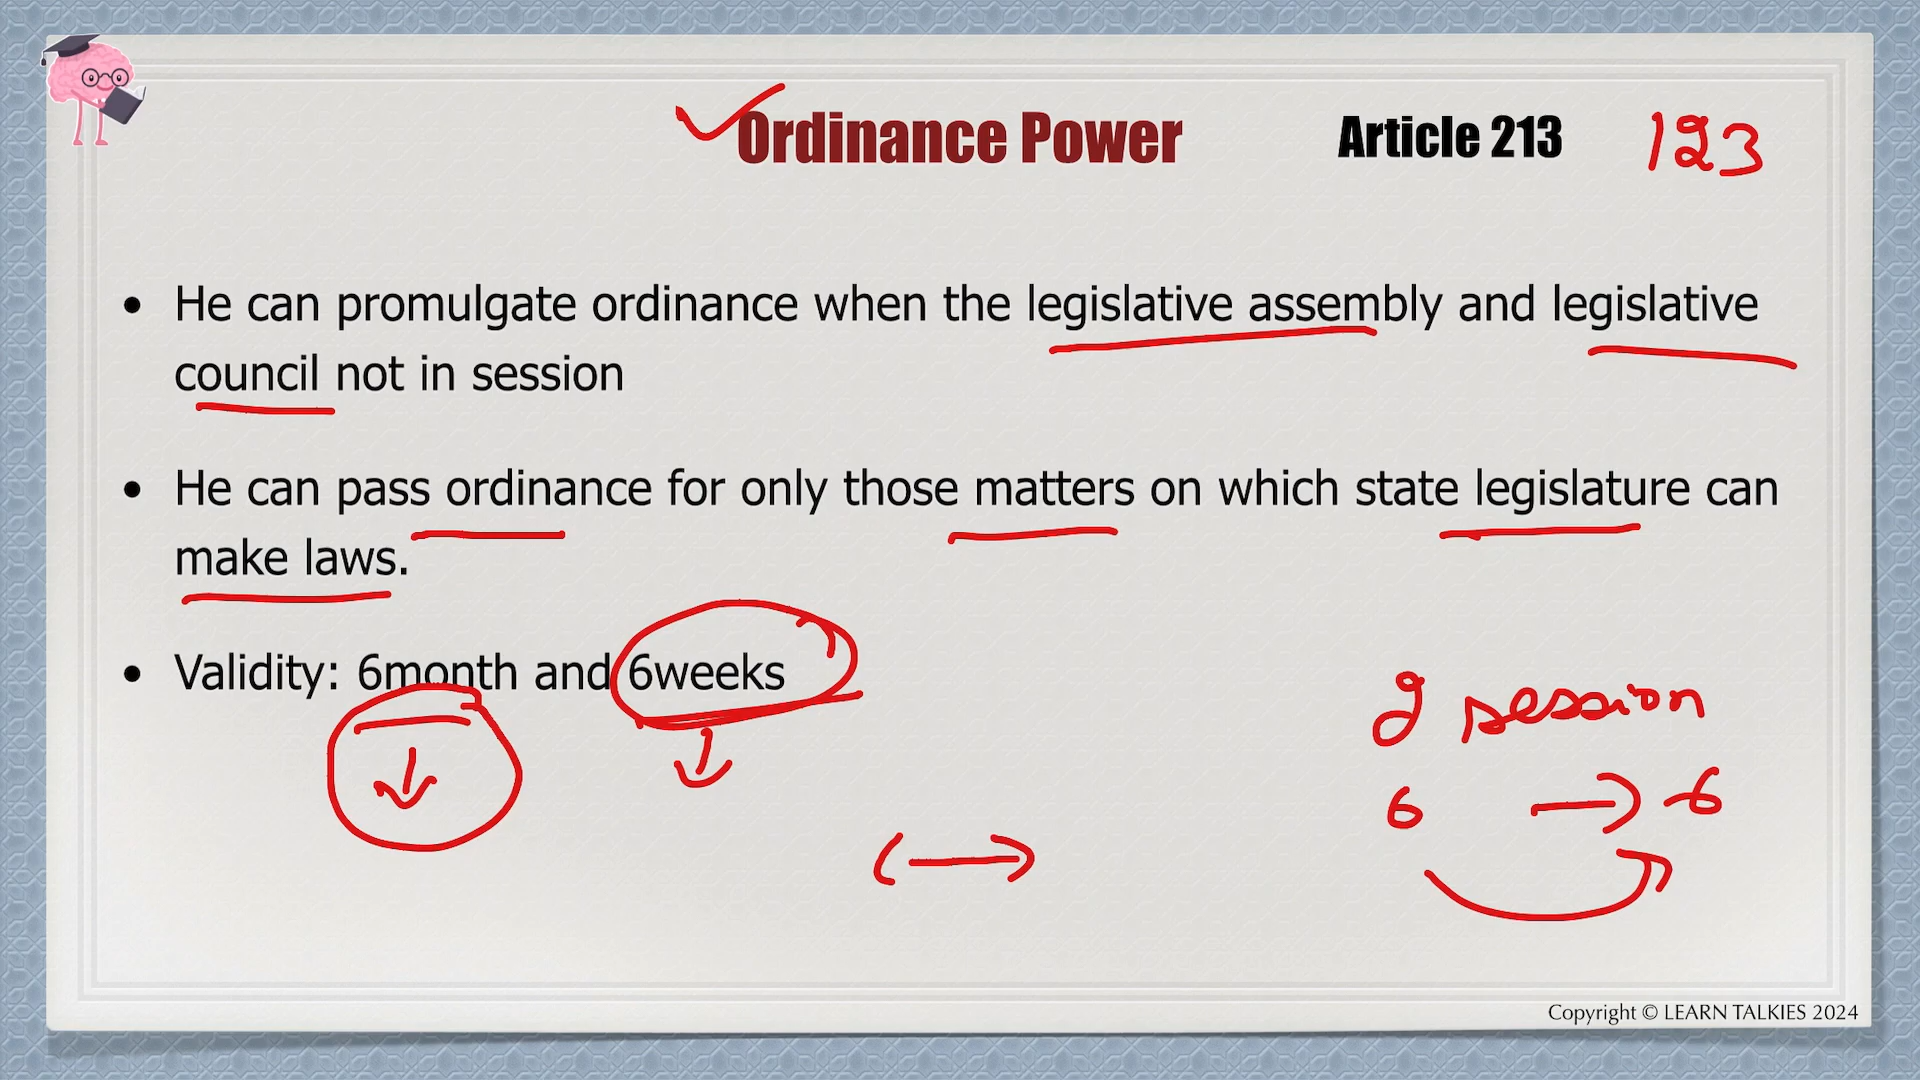 Ordinance Power Article 213 123
• He can promulgate ordinance when the legislative assembly and legislative
council not in session
• He can pass ordinance for only those matters on which state legislature can
make laws.
• Validity: 6month and 6weeks
2 session
6 → 6
Copyright © LEARN TALKIES 2024